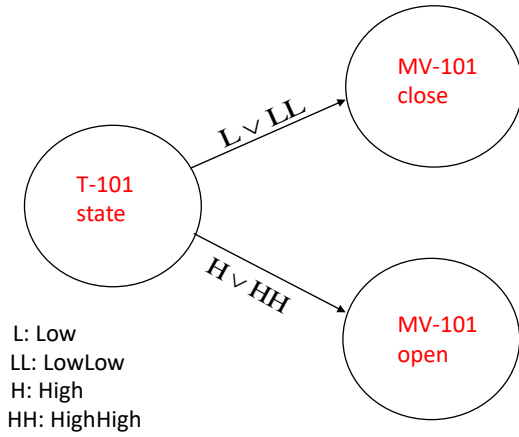 MV-101
close
L ∨ LL
T-101
state
H ∨ HH
MV-101
open
L: Low
LL: LowLow
H: High
HH: HighHigh